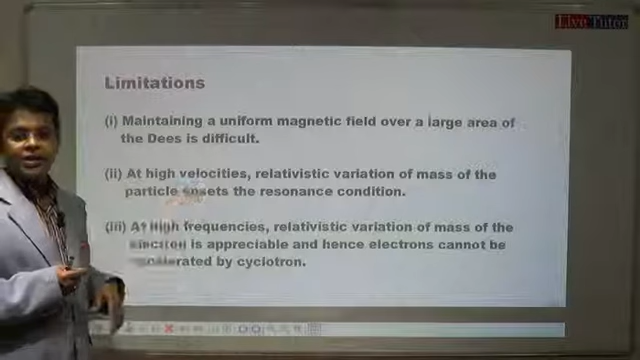 Live Tutor
Limitations
(i) Maintaining a uniform magnetic field over a large area of
the Dees is difficult.
(ii) At high velocities, relativistic variation of mass of the
particle upsets the resonance condition.
(iii) At high frequencies, relativistic variation of mass of the
electron is appreciable and hence electrons cannot be
accelerated by cyclotron.